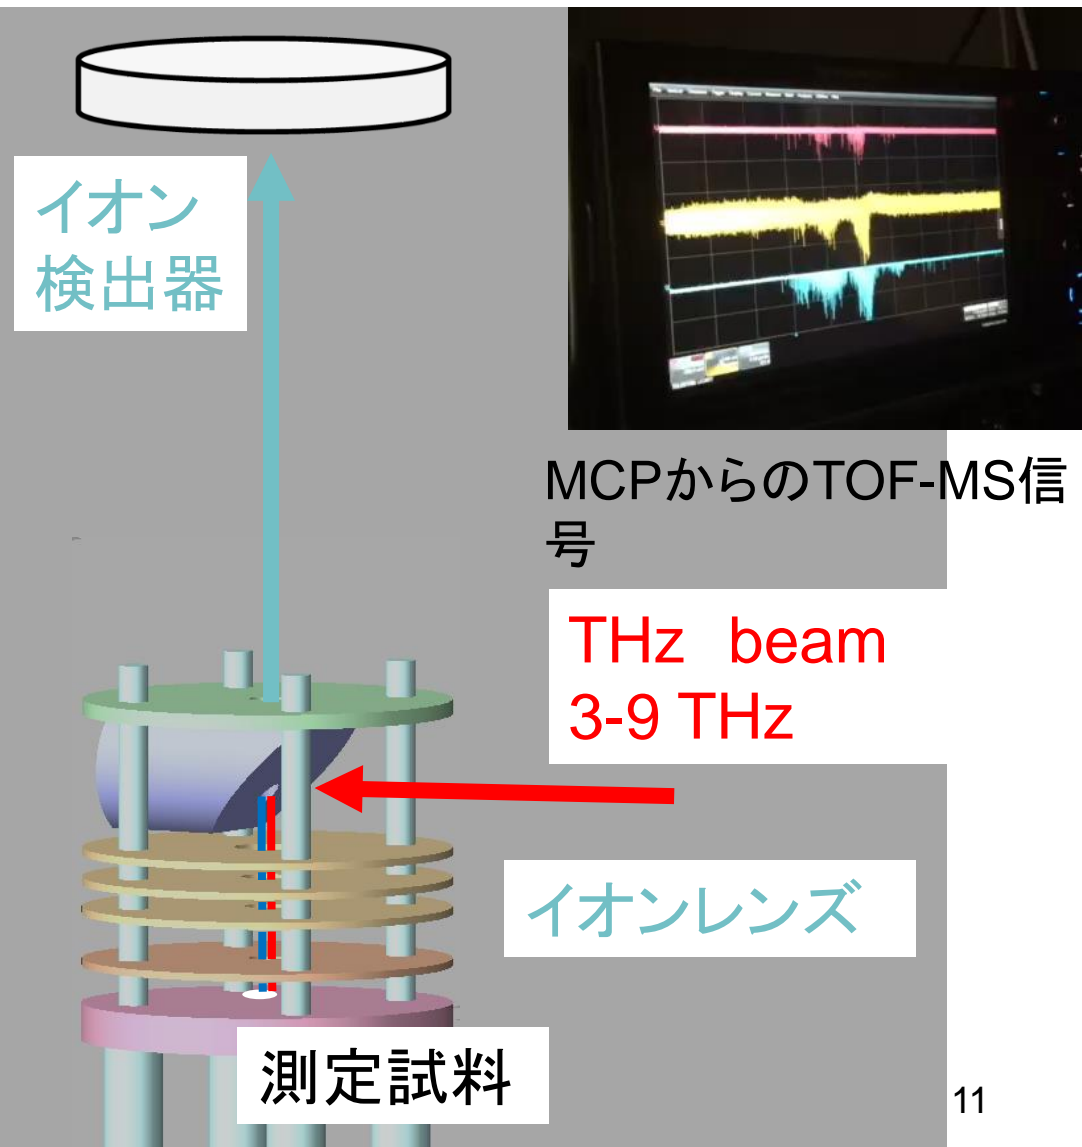 イオン
検出器
MCPからのTOF-MS信
号
THz beam
3-9 THz
イオンレンズ
測定試料
11